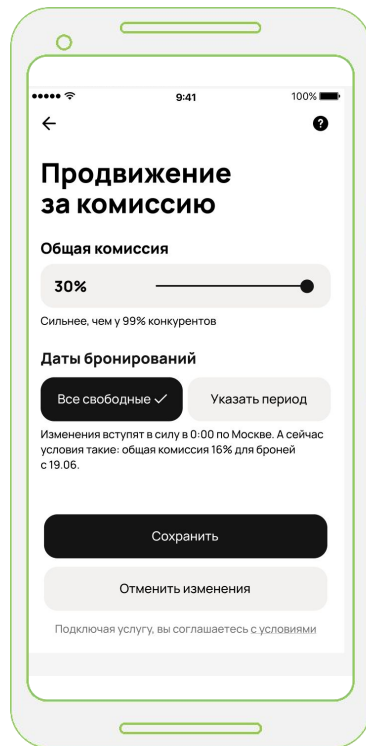 9:41
100%
Продвижение
за комиссию
Общая комиссия
30%
Сильнее, чем у 99% конкурентов
Даты бронирований
Все свободные
Указать период
Изменения вступят в силу в 0:00 по Москве. А сейчас
условия такие: общая комиссия 16% для броней
с 19.06.
Сохранить
Отменить изменения
Подключая услугу, вы соглашаетесь с условиями